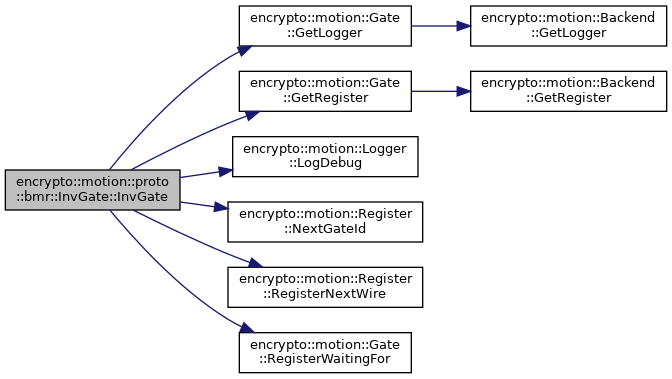 encrypto::motion::proto
::bmr::InvGate::InvGate
encrypto::motion::Gate
::GetLogger
encrypto::motion::Backend
::GetLogger
encrypto::motion::Gate
::GetRegister
encrypto::motion::Backend
::GetRegister
encrypto::motion::Logger
::LogDebug
encrypto::motion::Register
::NextGateId
encrypto::motion::Register
::RegisterNextWire
encrypto::motion::Gate
::RegisterWaitingFor